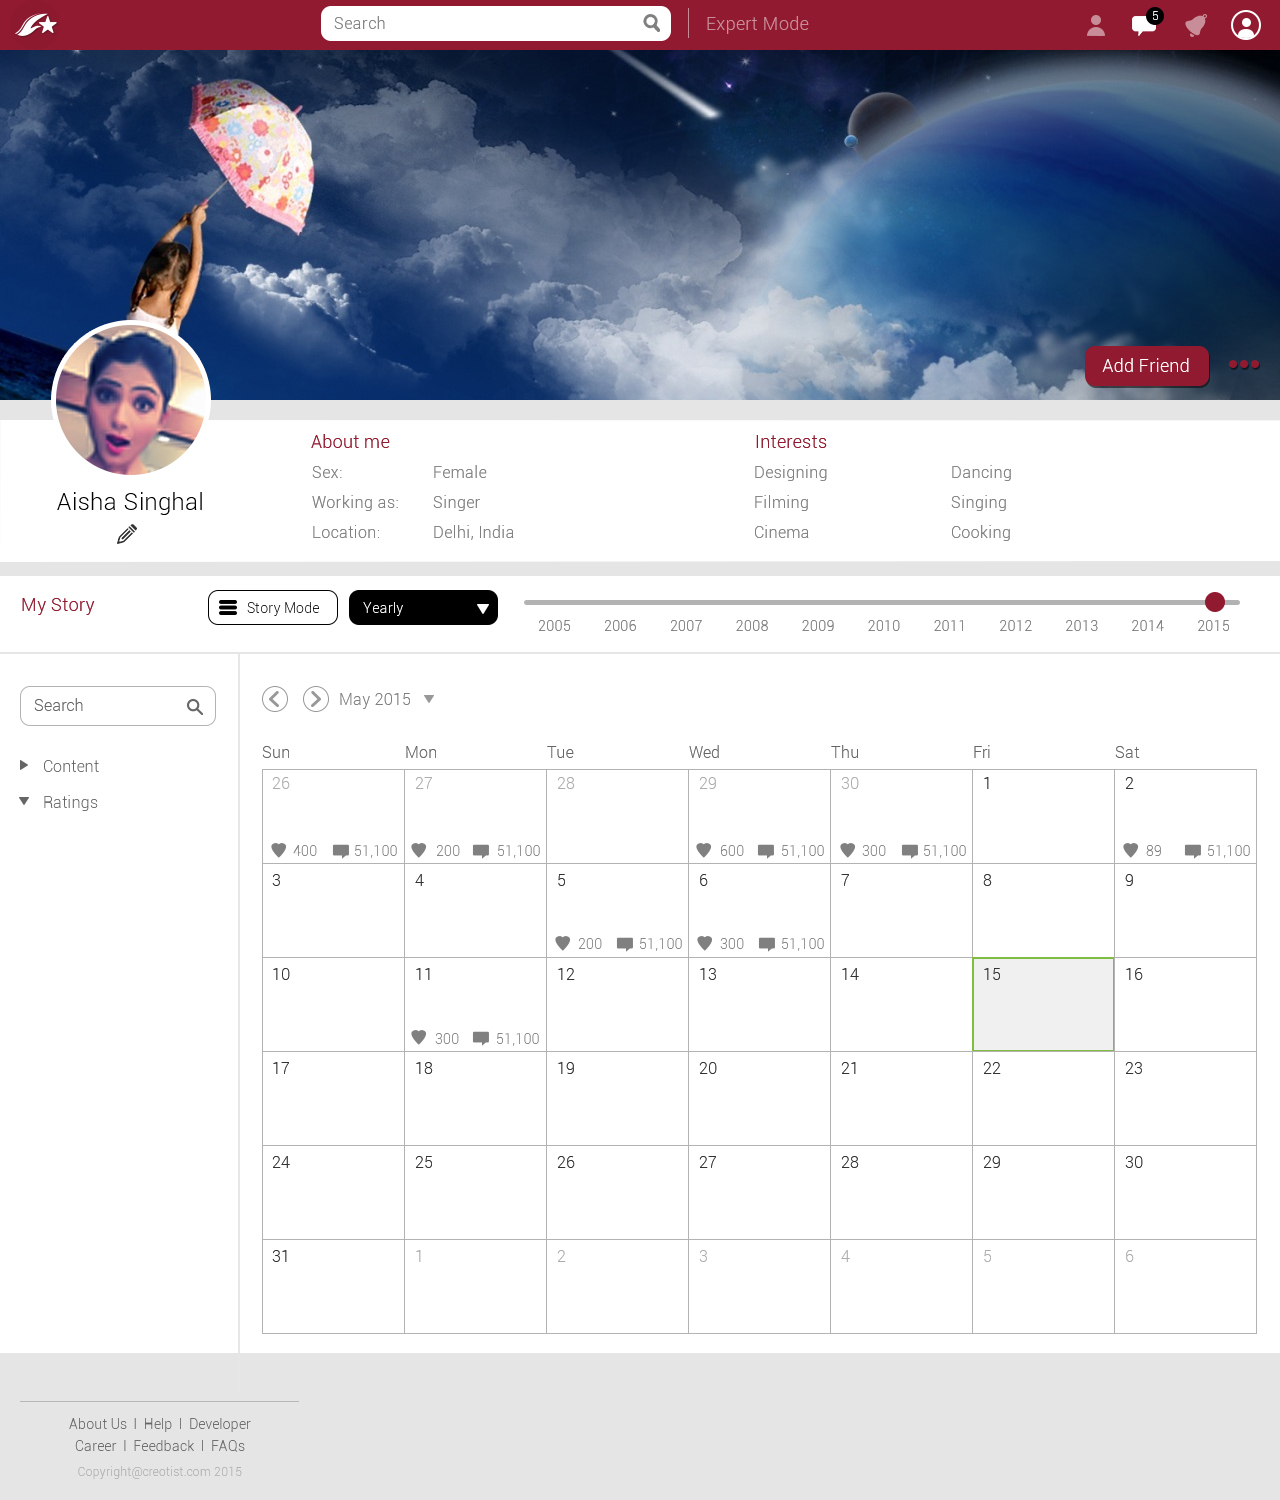 Search
Expert Mode
5
Add Friend
Aisha Singhal
About me
Sex: Female
Working as: Singer
Location: Delhi, India
Interests
Designing Dancing
Filming Singing
Cinema Cooking
My Story
Story Mode
Yearly
2005 2006 2007 2008 2009 2010 2011 2012 2013 2014 2015
Search
Content
Ratings
May 2015
Sun Mon Tue Wed Thu Fri Sat
26 27 28 29 30 1 2
400 51,100 200 51,100 600 51,100 300 51,100 89 51,100
3 4 5 6 7 8 9
200 51,100 300 51,100
10 11 12 13 14 15 16
300 51,100
17 18 19 20 21 22 23
24 25 26 27 28 29 30
31 1 2 3 4 5 6
About Us | Help | Developer
Career | Feedback | FAQs
Copyright@creotist.com 2015